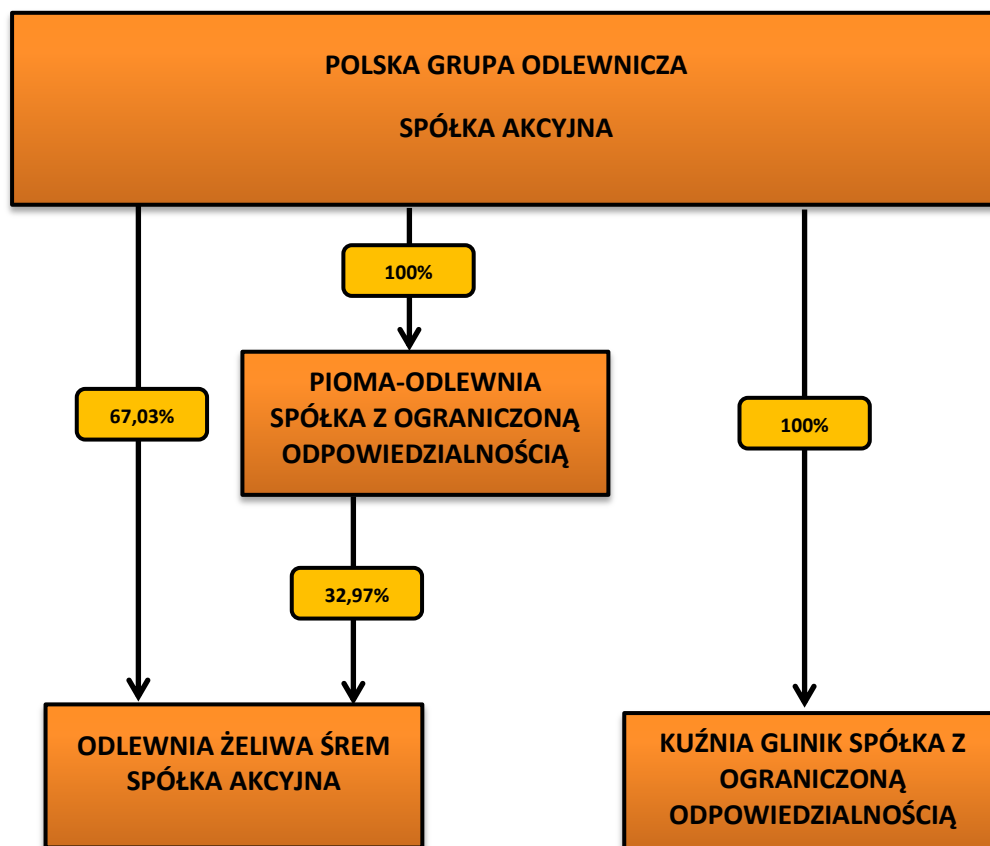 POLSKA GRUPA ODLEWNICZA
SPÓŁKA AKCYJNA
100%
PIOMA-ODLEWNIA
SPÓŁKA Z OGRANICZONĄ
ODPOWIEDZIALNOŚCIĄ
67,03%
100%
32,97%
ODLEWNIA ŻELIWA ŚREM
SPÓŁKA AKCYJNA
KUŹNIA GLINIK SPÓŁKA Z
OGRANICZONĄ
ODPOWIEDZIALNOŚCIĄ